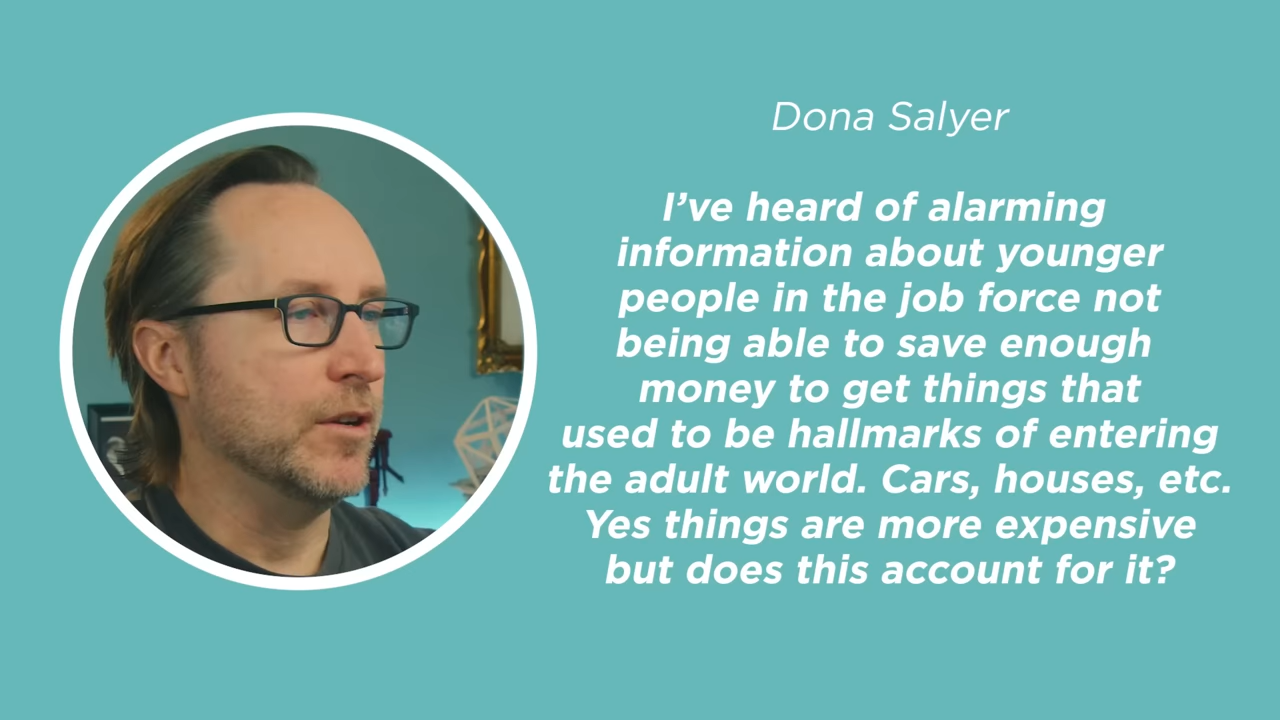 Dona Salyer
I’ve heard of alarming
information about younger
people in the job force not
being able to save enough
money to get things that
used to be hallmarks of entering
the adult world. Cars, houses, etc.
Yes things are more expensive
but does this account for it?